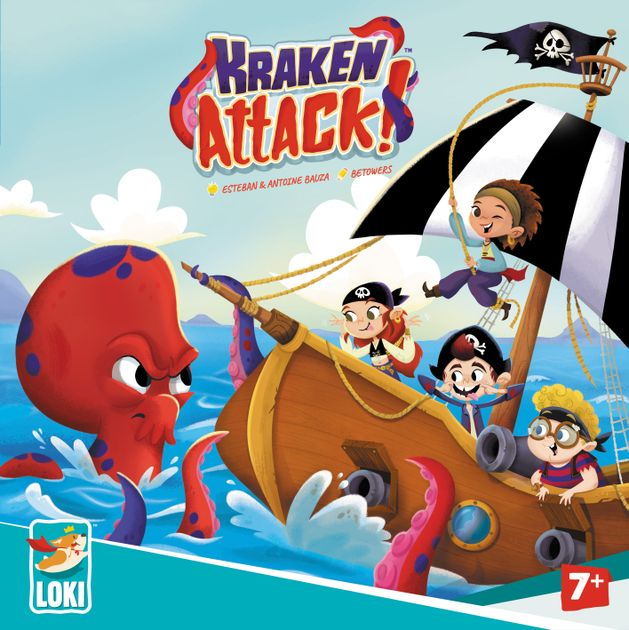 KRAKEN™
ATTACK!
ESTEBAN & ANTOINE BAUZA BETOWERS
LOKI
7+